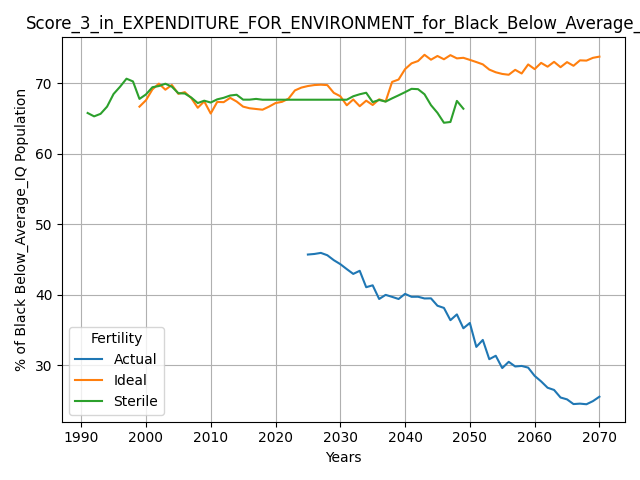 Score_3_in_EXPENDITURE_FOR_ENVIRONMENT_for_Black_Below_Average_
% of Black Below_Average_IQ Population
70
60
50
40
30
Fertility
Actual
Ideal
Sterile
1990 2000 2010 2020 2030 2040 2050 2060 2070
Years